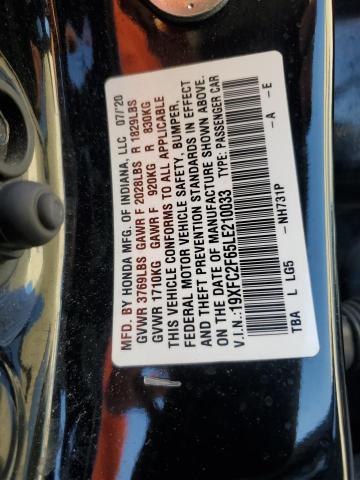 MFD. BY HONDA MFG. OF INDIANA, LLC 07/20
GVWR 3769LBS GAWR F 2028LBS R 1829LBS
GVWR 1710KG GAWR F 920KG R 830KG
THIS VEHICLE CONFORMS TO ALL APPLICABLE
FEDERAL MOTOR VEHICLE SAFETY, BUMPER,
AND THEFT PREVENTION STANDARDS IN EFFECT
ON THE DATE OF MANUFACTURE SHOWN ABOVE.
V.I.N.:19XFC2F65LE210033 TYPE: PASSENGER CAR
-NH731P -A -E
TBA L LG5